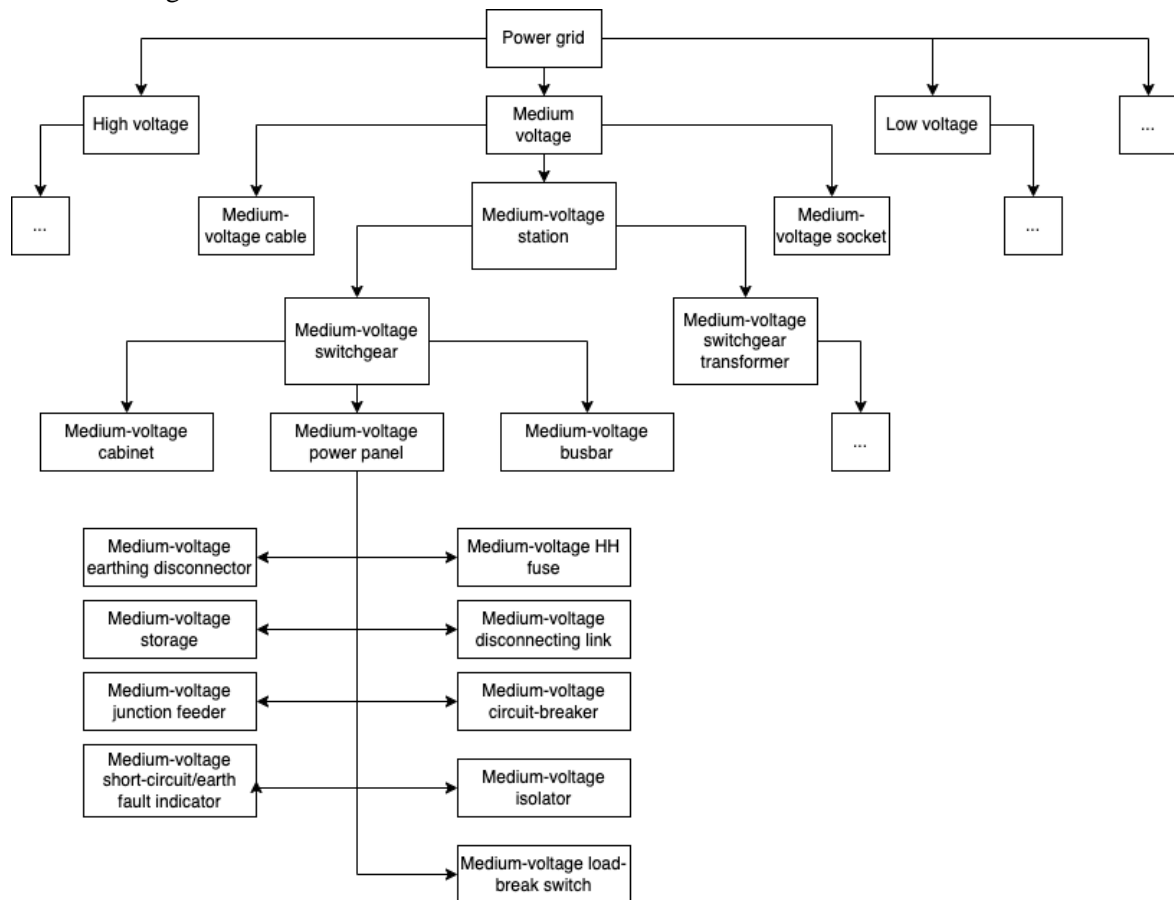 Power grid
High voltage
Medium
voltage
Low voltage
...
...
Medium-
voltage cable
Medium-voltage
station
Medium-
voltage socket
...
Medium-voltage
switchgear
Medium-voltage
switchgear
transformer
Medium-voltage
cabinet
Medium-voltage
power panel
Medium-voltage
busbar
...
Medium-voltage
earthing disconnector
Medium-voltage HH
fuse
Medium-voltage
storage
Medium-voltage
disconnecting link
Medium-voltage
junction feeder
Medium-voltage
circuit-breaker
Medium-voltage
short-circuit/earth
fault indicator
Medium-voltage
isolator
Medium-voltage load-
break switch